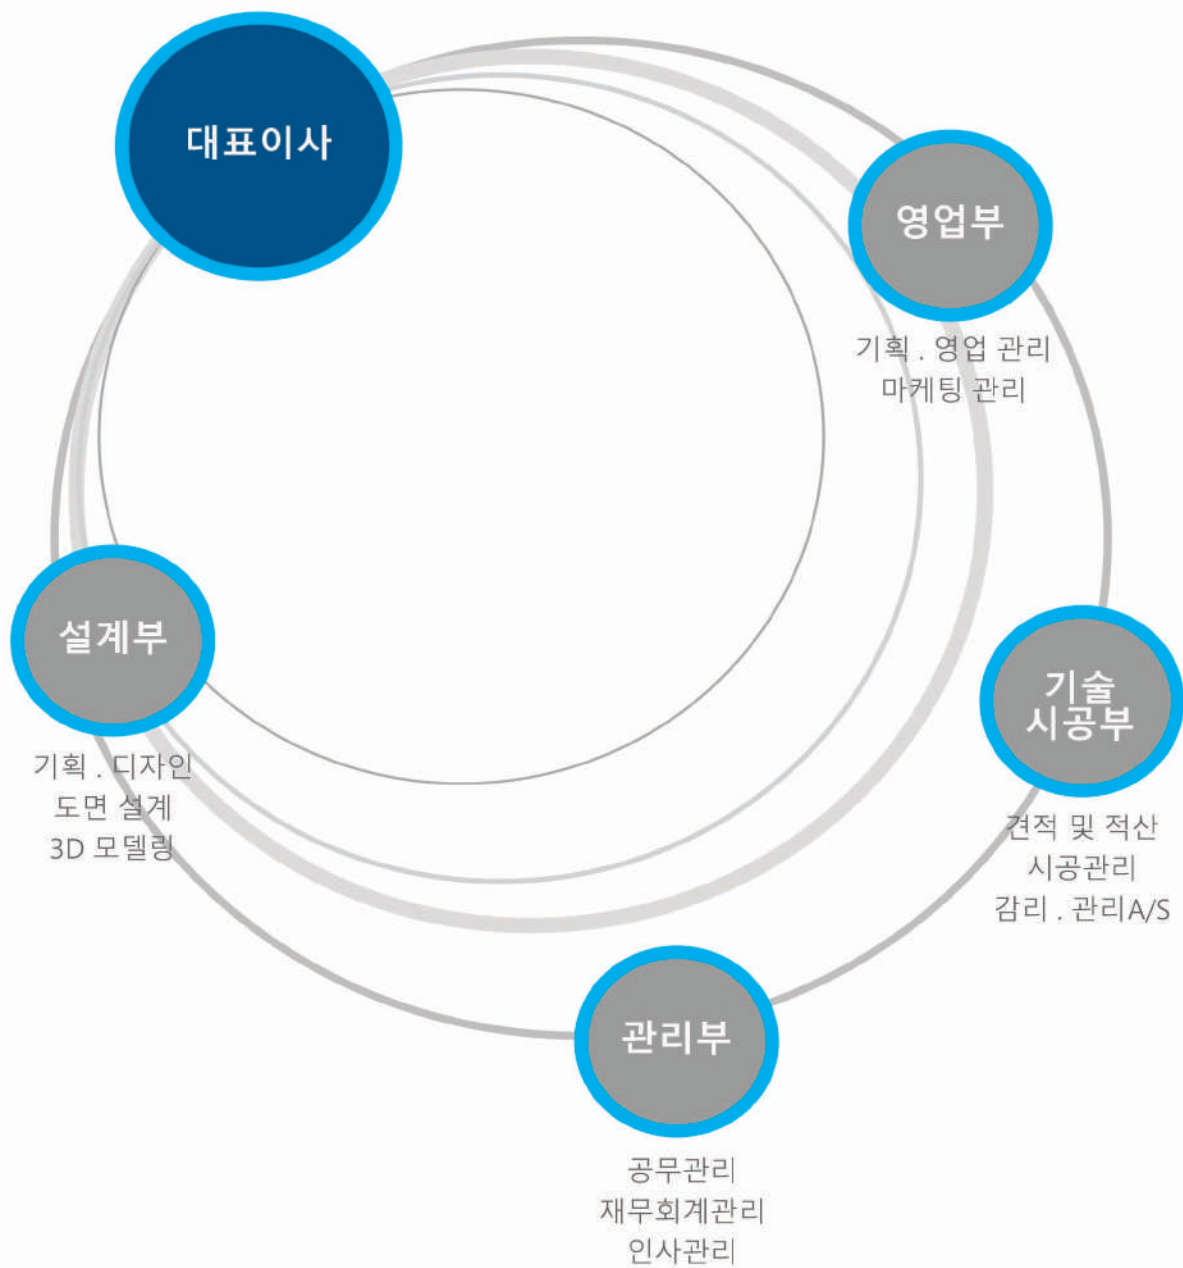 대표이사
영업부
기획 . 영업 관리
마케팅 관리
설계부
기획 . 디자인
도면 설계
3D 모델링
기술
시공부
견적 및 적산
시공관리
감리 . 관리A/S
관리부
공무관리
재무회계관리
인사관리